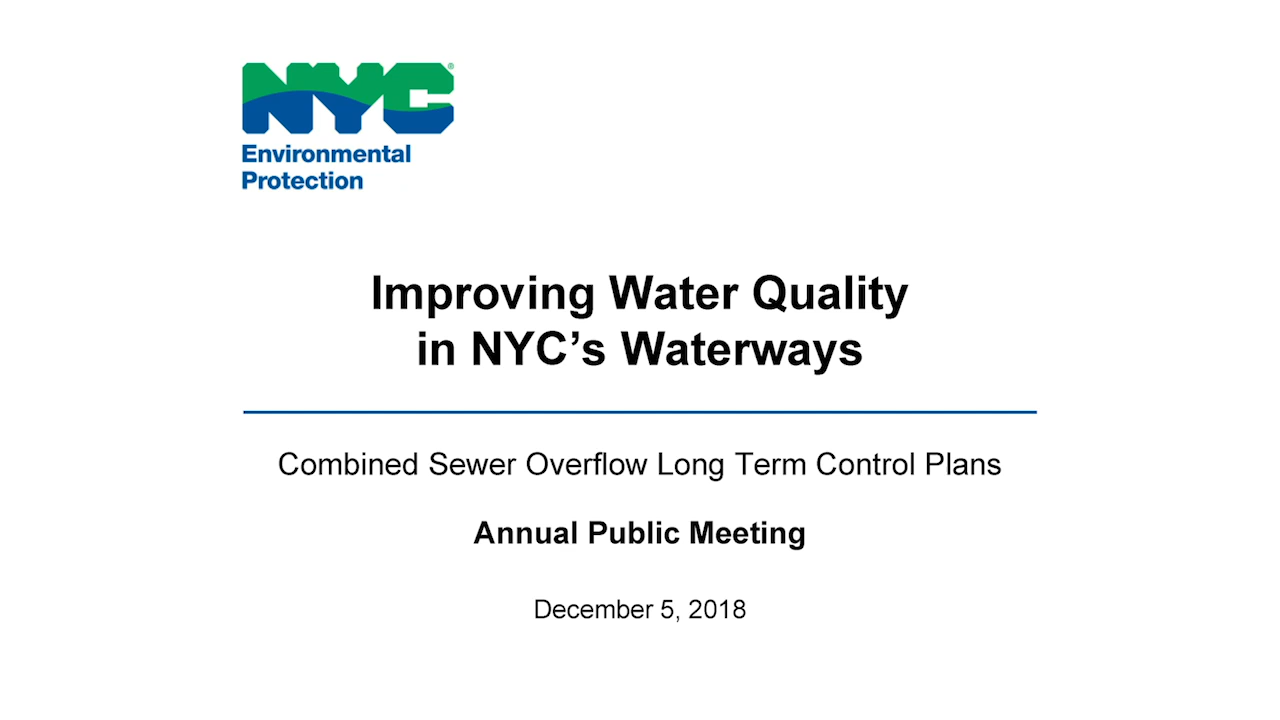 NYC®
Environmental
Protection
Improving Water Quality
in NYC’s Waterways
Combined Sewer Overflow Long Term Control Plans
Annual Public Meeting
December 5, 2018